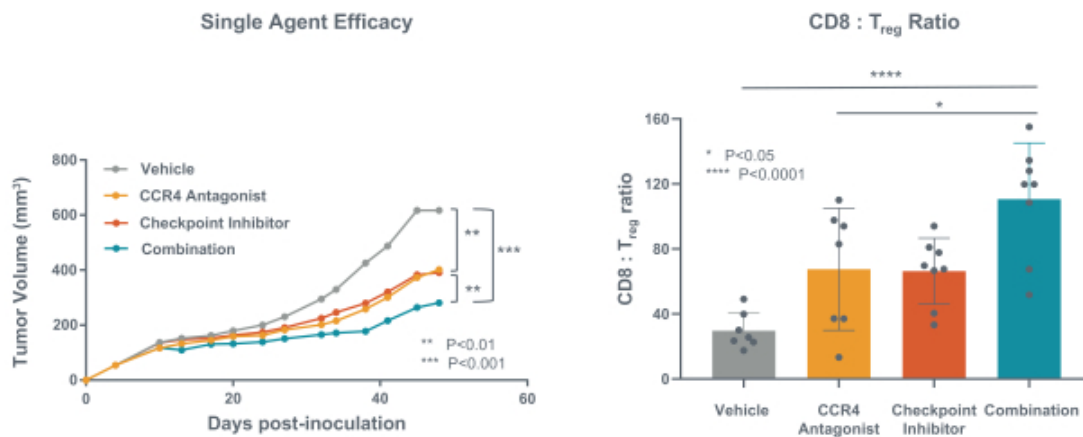 Single Agent Efficacy
Tumor Volume (mm³)
800
600
400
200
0
Vehicle
CCR4 Antagonist
Checkpoint Inhibitor
Combination
**
***
**
** P<0.01
*** P<0.001
0 20 40 60
Days post-inoculation
CD8 : Treg Ratio
****
*
CD8 : Treg ratio
160
120
80
40
0
* P<0.05
**** P<0.0001
Vehicle CCR4 Checkpoint Combination
Antagonist Inhibitor